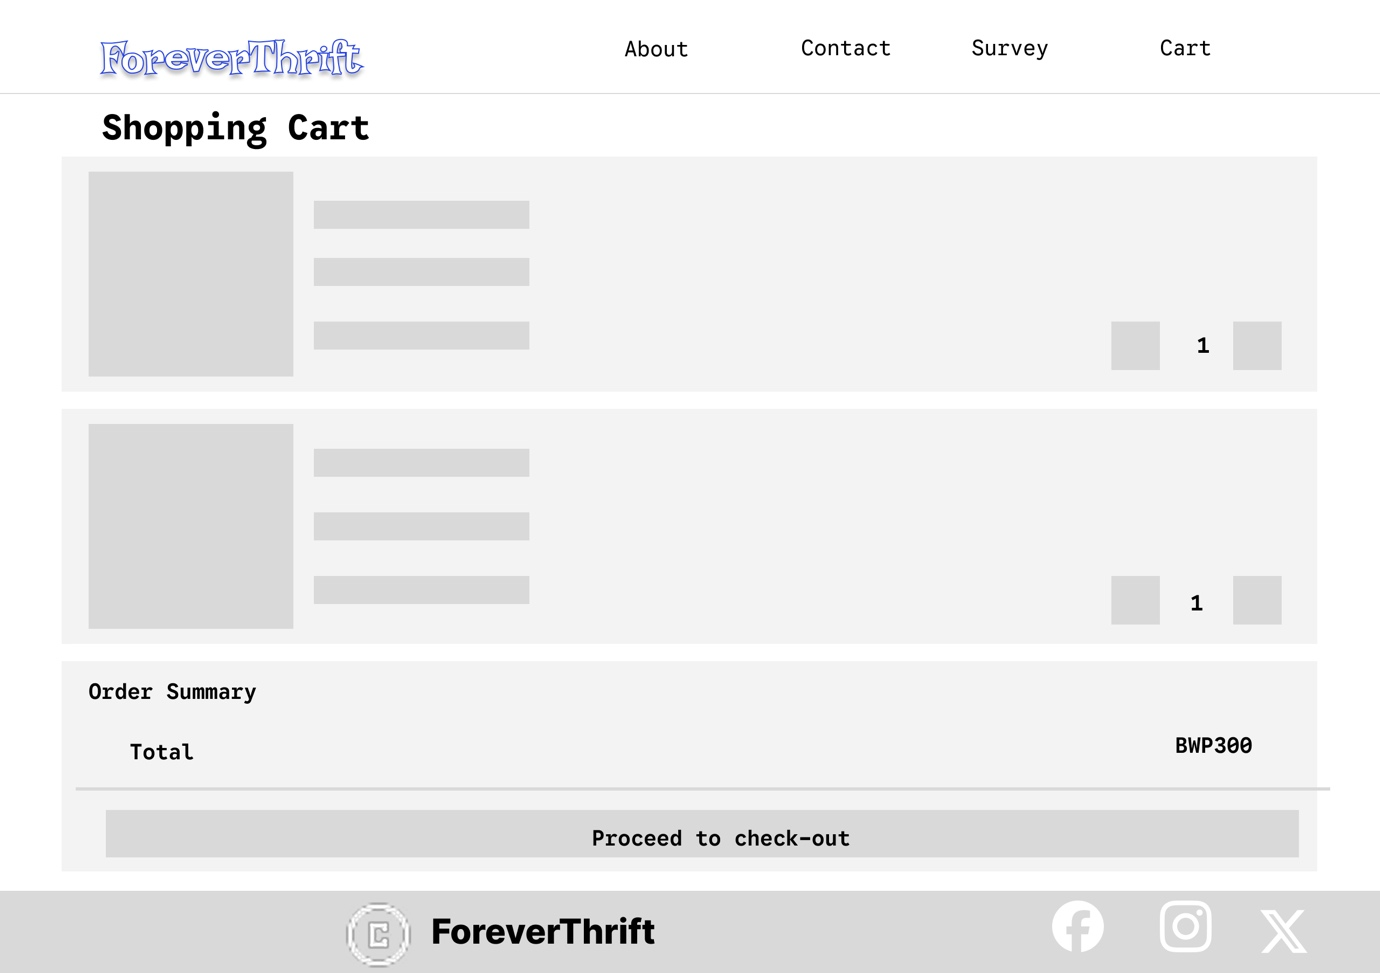 ForeverThrift
About
Contact
Survey
Cart
Shopping Cart
1
1
Order Summary
Total
BWP300
Proceed to check-out
© ForeverThrift